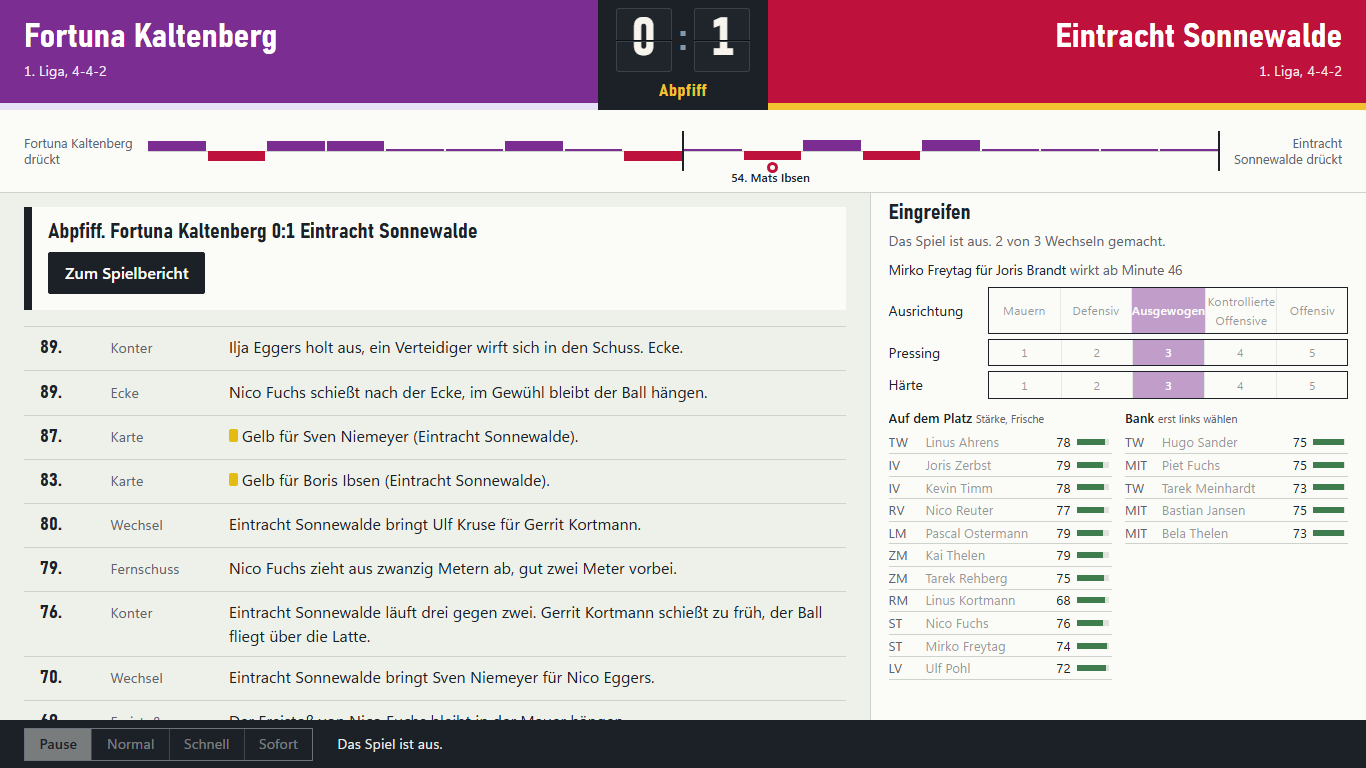 Fortuna Kaltenberg
1. Liga, 4-4-2
0 : 1
Abpfiff
Eintracht Sonnewalde
1. Liga, 4-4-2
Fortuna Kaltenberg
drückt
54. Mats Ibsen
Eintracht
Sonnewalde drückt
Abpfiff. Fortuna Kaltenberg 0:1 Eintracht Sonnewalde
Zum Spielbericht
89. Konter Ilja Eggers holt aus, ein Verteidiger wirft sich in den Schuss. Ecke.
89. Ecke Nico Fuchs schießt nach der Ecke, im Gewühl bleibt der Ball hängen.
87. Karte Gelb für Sven Niemeyer (Eintracht Sonnewalde).
83. Karte Gelb für Boris Ibsen (Eintracht Sonnewalde).
80. Wechsel Eintracht Sonnewalde bringt Ulf Kruse für Gerrit Kortmann.
79. Fernschuss Nico Fuchs zieht aus zwanzig Metern ab, gut zwei Meter vorbei.
76. Konter Eintracht Sonnewalde läuft drei gegen zwei. Gerrit Kortmann schießt zu früh, der Ball
fliegt über die Latte.
70. Wechsel Eintracht Sonnewalde bringt Sven Niemeyer für Nico Eggers.
Der Freistoß von Nico Fuchs bleibt in der Mauer hängen.
Eingreifen
Das Spiel ist aus. 2 von 3 Wechseln gemacht.
Mirko Freytag für Joris Brandt wirkt ab Minute 46
Ausrichtung Mauern Defensiv Ausgewogen Kontrollierte Offensive Offensiv
Pressing 1 2 3 4 5
Härte 1 2 3 4 5
Auf dem Platz Stärke, Frische
TW Linus Ahrens 78
IV Joris Zerbst 79
IV Kevin Timm 78
RV Nico Reuter 77
LM Pascal Ostermann 79
ZM Kai Thelen 79
ZM Tarek Rehberg 75
RM Linus Kortmann 68
ST Nico Fuchs 76
ST Mirko Freytag 74
LV Ulf Pohl 72
Bank erst links wählen
TW Hugo Sander 75
MIT Piet Fuchs 75
TW Tarek Meinhardt 73
MIT Bastian Jansen 75
MIT Bela Thelen 73
Pause Normal Schnell Sofort Das Spiel ist aus.